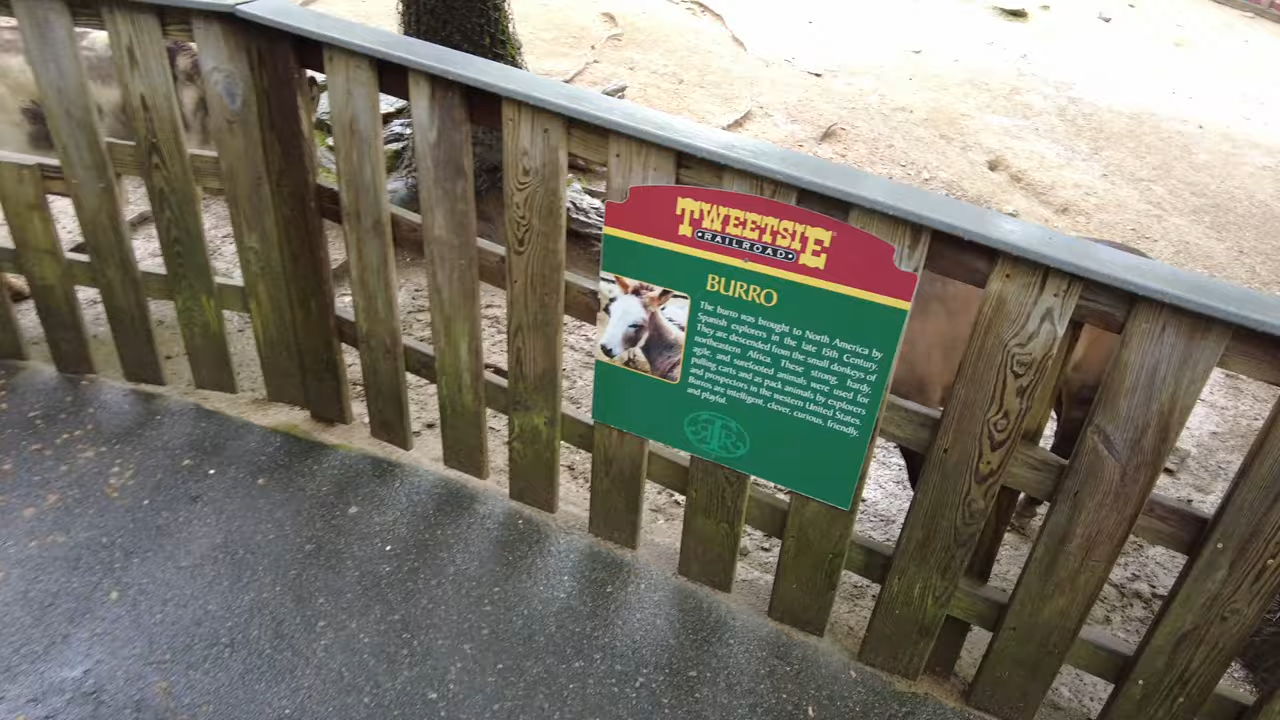 TWEETSIE
RAILROAD
BURRO
The burro was brought to North America by
Spanish explorers in the late 15th Century.
They are descended from the small donkeys of
northeastern Africa. These strong, hardy,
agile, and surefooted animals were used for
pulling carts and as pack animals by explorers
and prospectors in the western United States.
Burros are intelligent, clever, curious, friendly,
and playful.